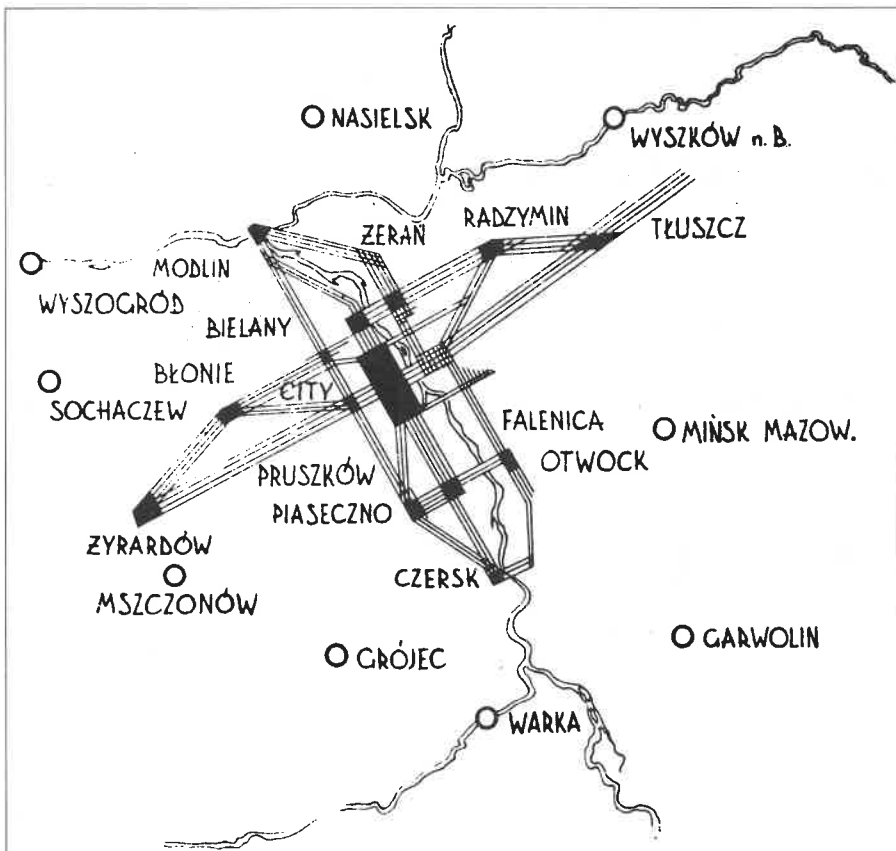 NASIELSK
WYSZKÓW n. B.
RADZYMIN
ŻERAŃ
TŁUSZCZ
MODLIN
WYSZOGRÓD
BIELANY
BŁONIE
CITY
SOCHACZEW
FALENICA
MIŃSK MAZOW.
OTWOCK
PRUSZKÓW
PIASECZNO
ŻYRARDÓW
CZERSK
MSZCZONÓW
GARWOLIN
GRÓJEC
WARKA